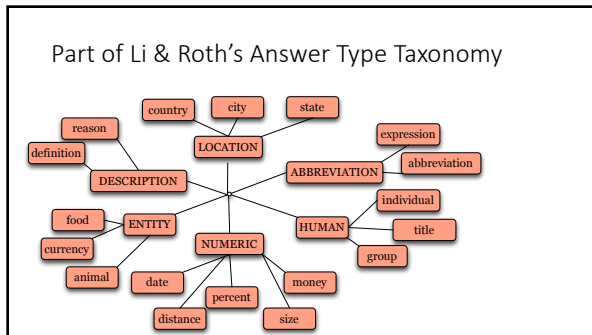 Part of Li & Roth's Answer Type Taxonomy
country
city
state
LOCATION
reason
definition
DESCRIPTION
expression
abbreviation
ABBREVIATION
food
currency
animal
ENTITY
individual
title
group
HUMAN
NUMERIC
date
distance
percent
size
money